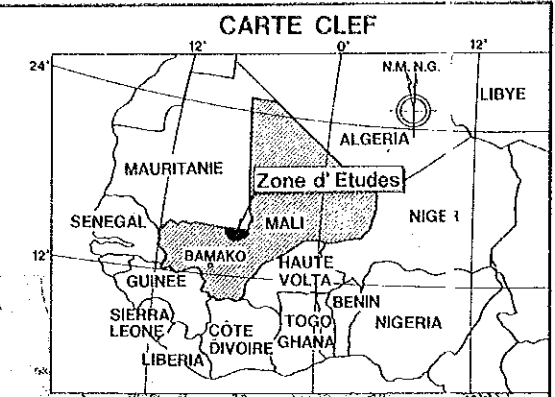 CARTE CLEF
12° 0° 12°
24°
N.M. N.G.
LIBYE
ALGERIA
MAURITANIE
Zone d' Etudes
SENEGAL
MALI
NIGE
12°
BAMAKO
HAUTE
VOLTA
GUINEE
BENIN
SIERRA
LEONE
CÔTE
DIVOIRE
TOGO
GHANA
NIGERIA
LIBERIA